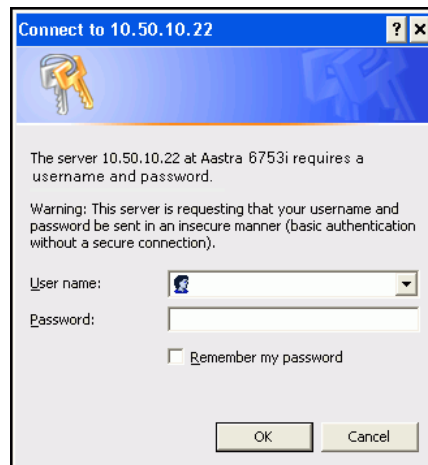 Connect to 10.50.10.22
?
The server 10.50.10.22 at Aastra 6753i requires a
username and password.
Warning: This server is requesting that your username and
password be sent in an insecure manner (basic authentication
without a secure connection).
User name:
Password:
Remember my password
OK Cancel